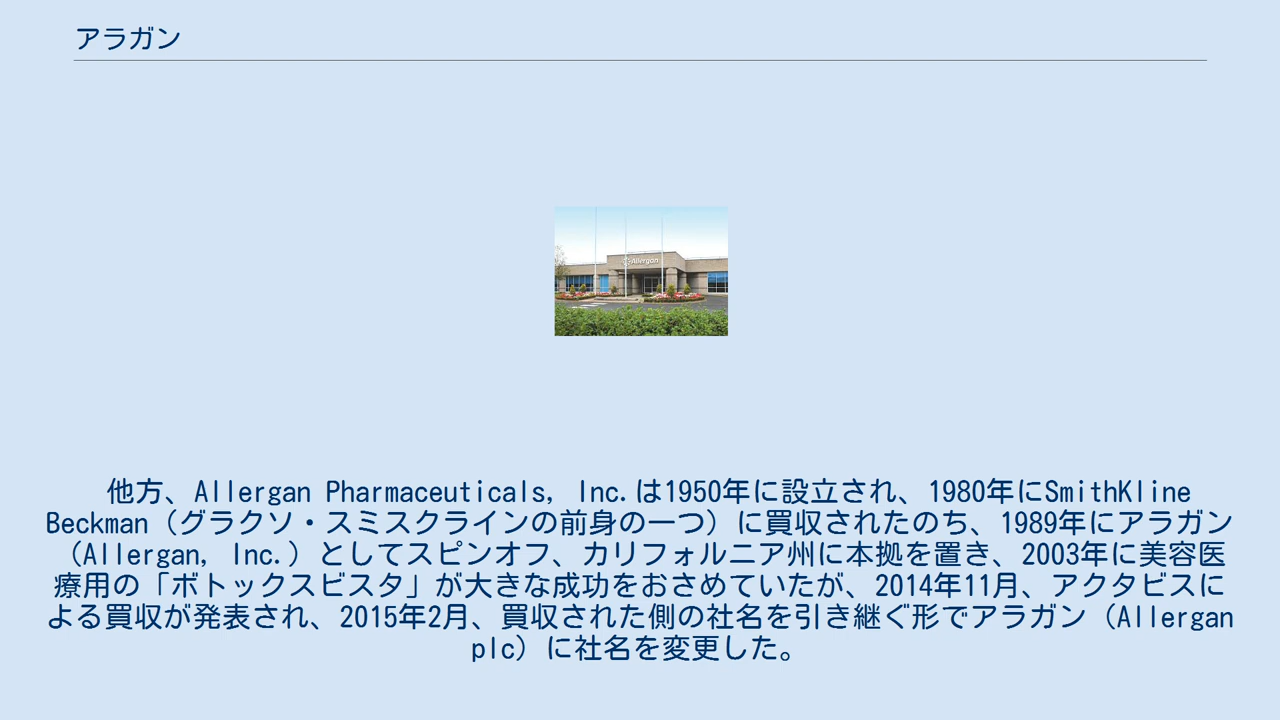 アラガン
Allergan
他方、Allergan Pharmaceuticals, Inc.は1950年に設立され、1980年にSmithKline
Beckman（グラクソ・スミスクラインの前身の一つ）に買収されたのち、1989年にアラガン
（Allergan, Inc.）としてスピンオフ、カリフォルニア州に本拠を置き、2003年に美容医
療用の「ボトックスビスタ」が大きな成功をおさめていたが、2014年11月、アクタビスに
よる買収が発表され、2015年2月、買収された側の社名を引き継ぐ形でアラガン（Allergan
plc）に社名を変更した。